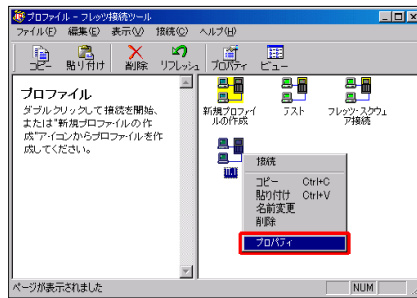 プロファイル - フレッツ接続ツール
ファイル(F) 編集(E) 表示(V) 接続(C) ヘルプ(H)
コピー 貼り付け 削除 リフレッシュ プロパティ ビュー
プロファイル
ダブルクリックして接続を開始、
または"新規プロファイルの作
成"アイコンからプロファイルを作
成してください。
新規プロファイ
ルの作成
テスト
フレッツ・スクウェ
ア接続
接続
コピー Ctrl+C
貼り付け Ctrl+V
名前変更
削除
プロパティ
ページが表示されました
NUM